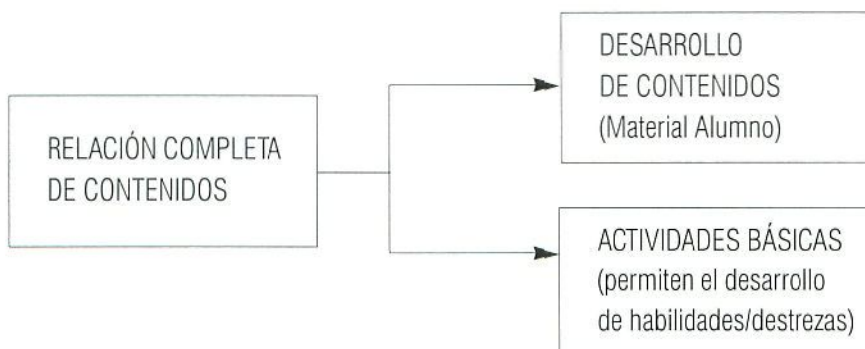 RELACIÓN COMPLETA
DE CONTENIDOS
DESARROLLO
DE CONTENIDOS
(Material Alumno)
ACTIVIDADES BÁSICAS
(permiten el desarrollo
de habilidades/destrezas)